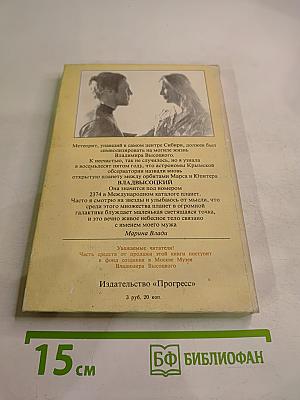 Метеорит, упавший в самом центре Сибири, должен был
символизировать на могиле жизнь
Владимира Высоцкого.
К несчастью, так не случилось, но я узнала
в восемьдесят пятом году, что астрономы Крымской
обсерватории назвали вновь
открытую планету между орбитами Марса и Юпитера
ВЛАДВЫСОЦКИЙ
Она значится под номером
2374 в Международном каталоге планет.
Часто я смотрю на звезды и улыбаюсь от мысли, что
среди этого множества планет в огромной
галактике блуждает маленькая светящаяся точка,
и это вечно живое небесное тело связано
с именем моего мужа
Марина Влади
Уважаемые читатели!
Часть средств от продажи этой книги поступит
в фонд создания в Москве Музея
Владимира Высоцкого
Издательство «Прогресс»
3 руб. 20 коп.
15 см
БФ БИБЛИОФАН